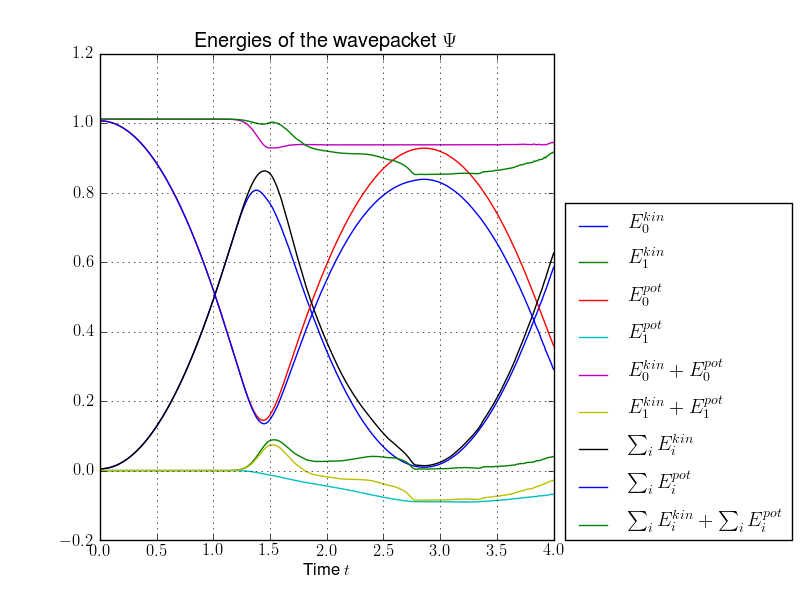 Energies of the wavepacket Ψ
1.2
1.0
0.8
0.6
0.4
0.2
0.0
−0.2
0.0 0.5 1.0 1.5 2.0 2.5 3.0 3.5 4.0
Time t
E_0^{kin}
E_1^{kin}
E_0^{pot}
E_1^{pot}
E_0^{kin} + E_0^{pot}
E_1^{kin} + E_1^{pot}
∑_i E_i^{kin}
∑_i E_i^{pot}
∑_i E_i^{kin} + ∑_i E_i^{pot}